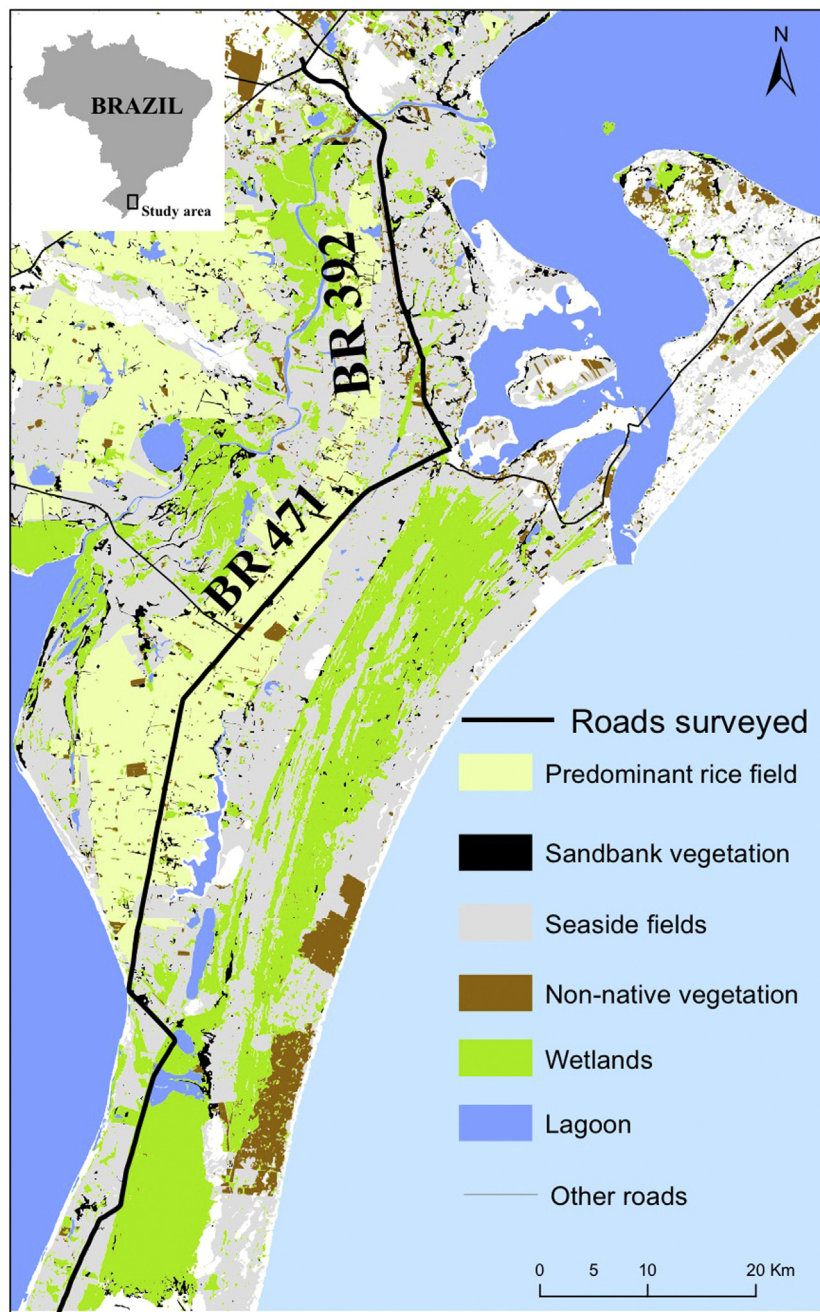 BRAZIL
Study area
N
BR 392
BR 471
Roads surveyed
Predominant rice field
Sandbank vegetation
Seaside fields
Non-native vegetation
Wetlands
Lagoon
Other roads
0 5 10 20 Km